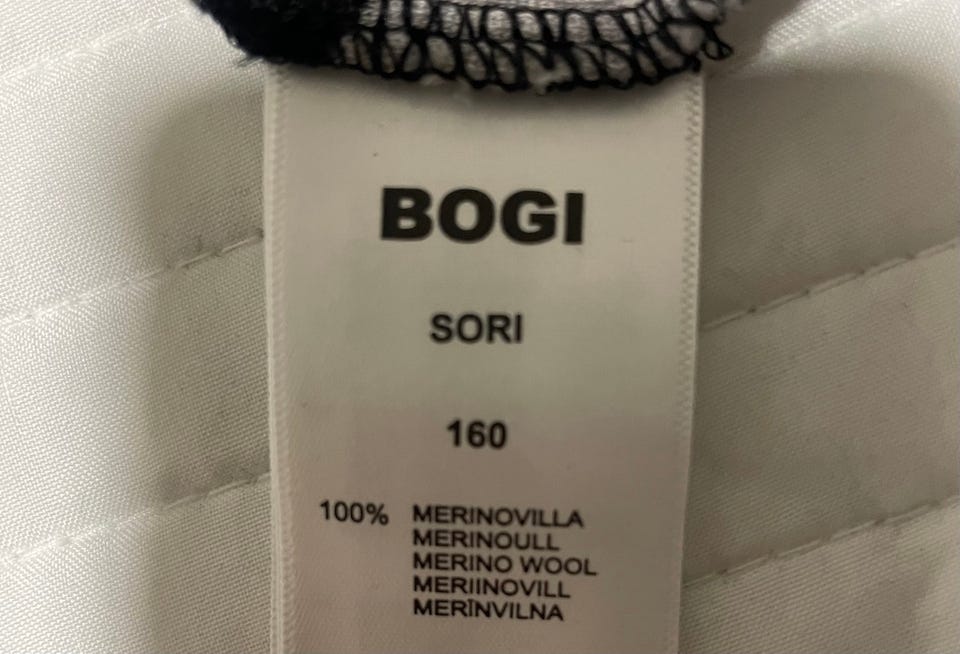 BOGI
SORI
160
100% MERINOVILLA
MERINOULL
MERINO WOOL
MERIINOVILL
MERĪNVILNA